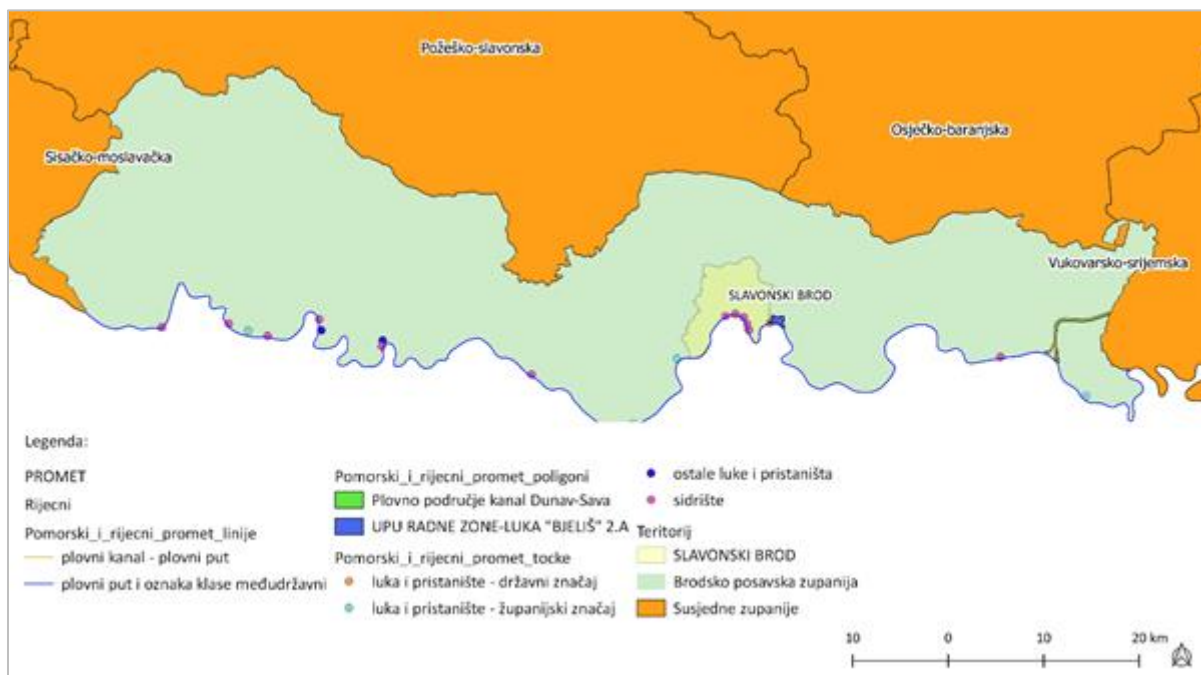 Požeško-slavonska
Osječko-baranjska
Sisačko-moslavačka
Vukovarsko-srijemska
SLAVONSKI BROD
Legenda:
PROMET
Rijecni
Pomorski_i_rijecni_promet_linije
plovni kanal - plovni put
plovni put i oznaka klase međudržavni
Pomorski_i_rijecni_promet_poligoni
Plovno područje kanal Dunav-Sava
UPU RADNE ZONE-LUKA "BJELIŠ" 2.A
Pomorski_i_rijecni_promet_tocke
luka i pristanište - državni značaj
luka i pristanište - županijski značaj
ostale luke i pristaništa
sidrište
Teritorij
SLAVONSKI BROD
Brodsko posavska zupanija
Susjedne zupanije
10 0 10 20 km